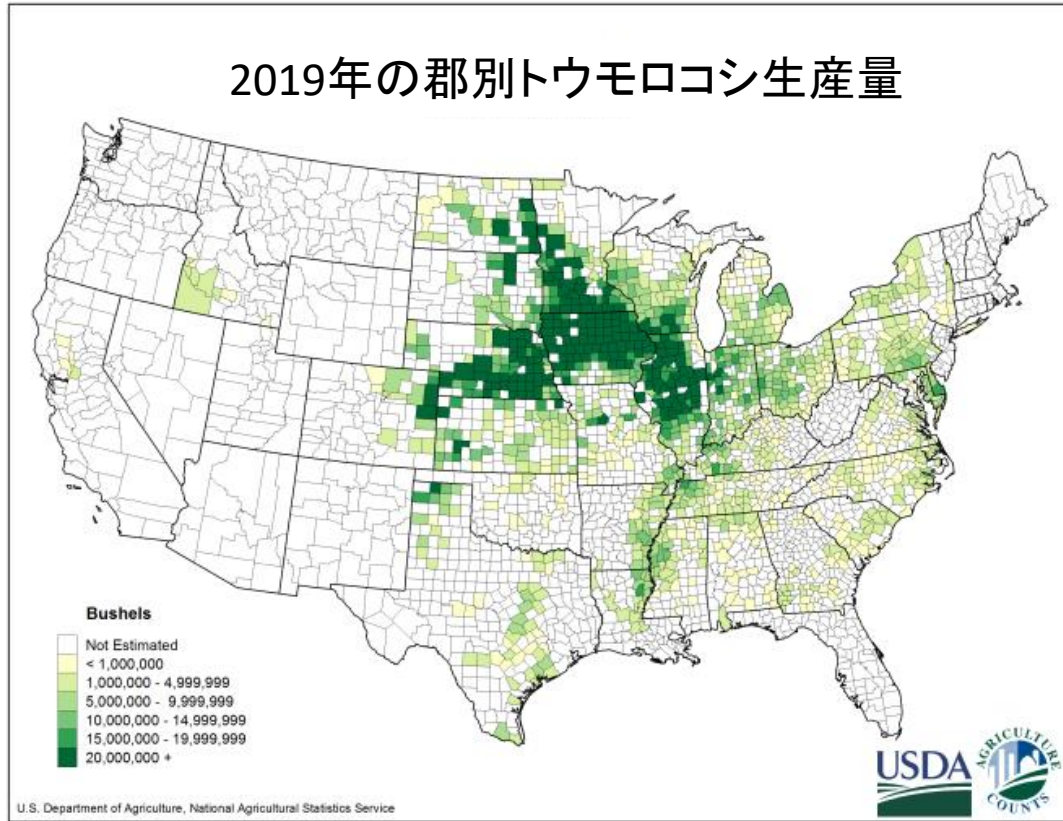 2019年の郡別トウモロコシ生産量
Bushels
Not Estimated
< 1,000,000
1,000,000 - 4,999,999
5,000,000 - 9,999,999
10,000,000 - 14,999,999
15,000,000 - 19,999,999
20,000,000 +
U.S. Department of Agriculture, National Agricultural Statistics Service
USDA
AGRICULTURE
COUNTS